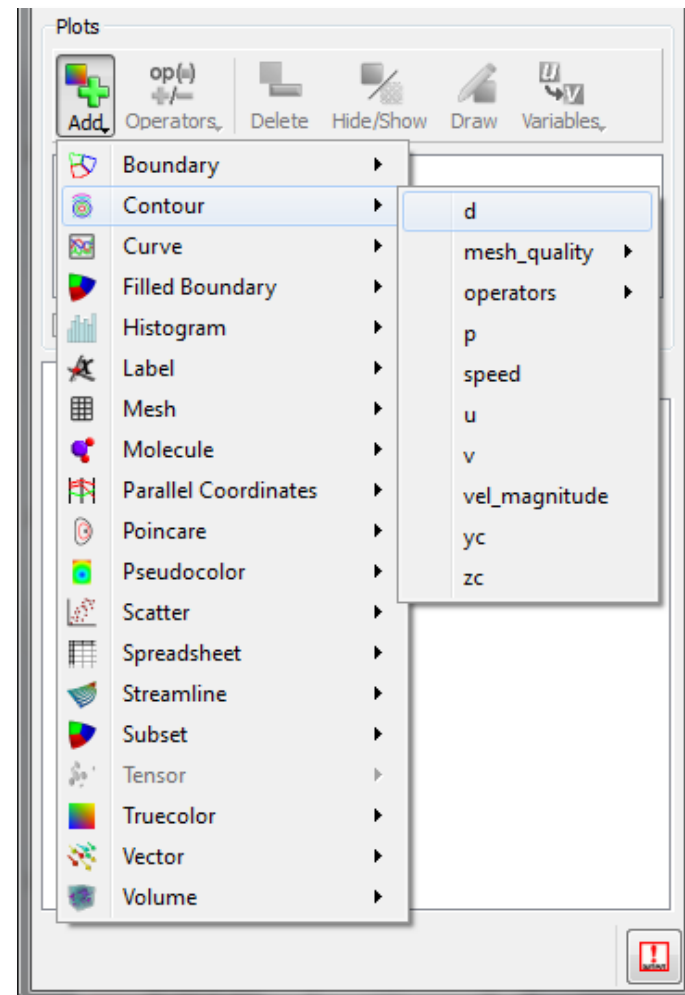 Plots
op(=)
+/-
Add
Operators
Delete
Hide/Show
Draw
Variables
Boundary
Contour
Curve
Filled Boundary
Histogram
Label
Mesh
Molecule
Parallel Coordinates
Poincare
Pseudocolor
Scatter
Spreadsheet
Streamline
Subset
Tensor
Truecolor
Vector
Volume
d
mesh_quality
operators
p
speed
u
v
vel_magnitude
yc
zc